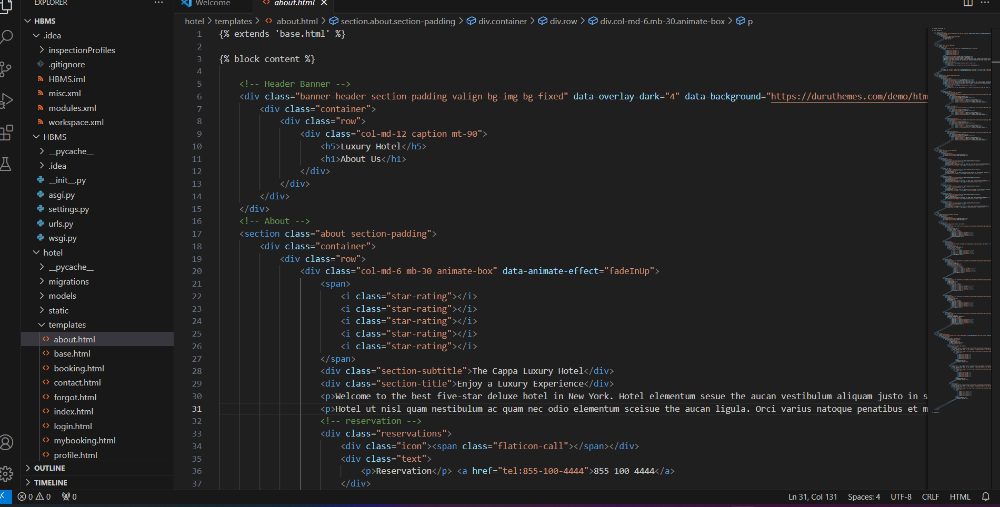 EXPLORER
Welcome
about.html
HBMS
.idea
inspectionProfiles
.gitignore
HBMS.iml
misc.xml
modules.xml
workspace.xml
HBMS
__pycache__
.idea
__init__.py
asgi.py
settings.py
urls.py
wsgi.py
hotel
__pycache__
migrations
models
static
templates
about.html
base.html
booking.html
contact.html
forgot.html
index.html
login.html
mybooking.html
profile.html
OUTLINE
TIMELINE
hotel > templates > about.html > section.about.section-padding > div.container > div.row > div.col-md-6.mb-30.animate-box > p
1 {% extends 'base.html' %}
2
3 {% block content %}
4
5 <!-- Header Banner -->
6 <div class="banner-header section-padding valign bg-img bg-fixed" data-overlay-dark="4" data-background="https://duruthemes.com/demo/htm
7 <div class="container">
8 <div class="row">
9 <div class="col-md-12 caption mt-90">
10 <h5>Luxury Hotel</h5>
11 <h1>About Us</h1>
12 </div>
13 </div>
14 </div>
15 </div>
16 <!-- About -->
17 <section class="about section-padding">
18 <div class="container">
19 <div class="row">
20 <div class="col-md-6 mb-30 animate-box" data-animate-effect="fadeInUp">
21 <span>
22 <i class="star-rating"></i>
23 <i class="star-rating"></i>
24 <i class="star-rating"></i>
25 <i class="star-rating"></i>
26 <i class="star-rating"></i>
27 </span>
28 <div class="section-subtitle">The Cappa Luxury Hotel</div>
29 <div class="section-title">Enjoy a Luxury Experience</div>
30 <p>Welcome to the best five-star deluxe hotel in New York. Hotel elementum sesue the aucan vestibulum aliquam justo in s
31 <p>Hotel ut nisl quam nestibulum ac quam nec odio elementum sceisue the aucan ligula. Orci varius natoque penatibus et m
32 <!-- reservation -->
33 <div class="reservations">
34 <div class="icon"><span class="flaticon-call"></span></div>
35 <div class="text">
36 <p>Reservation</p> <a href="tel:855-100-4444">855 100 4444</a>
37 </div>
0 0 0
Ln 31, Col 131 Spaces: 4 UTF-8 CRLF HTML